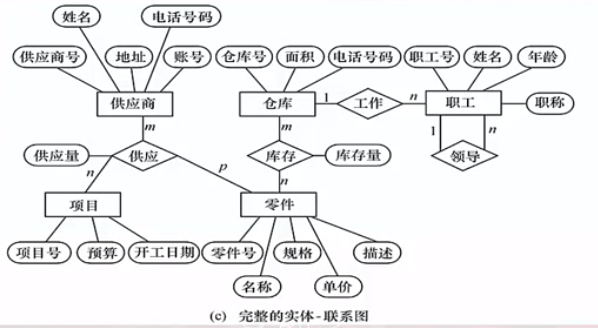 姓名 电话号码
供应商号 地址 账号 仓库号 面积 电话号码 职工号 姓名 年龄
供应商 仓库 1 工作 n 职工 职称
m m 1 n
供应量 供应 库存 库存量 领导
n p n
项目 零件
项目号 预算 开工日期 零件号 规格 描述
名称 单价
(c) 完整的实体-联系图